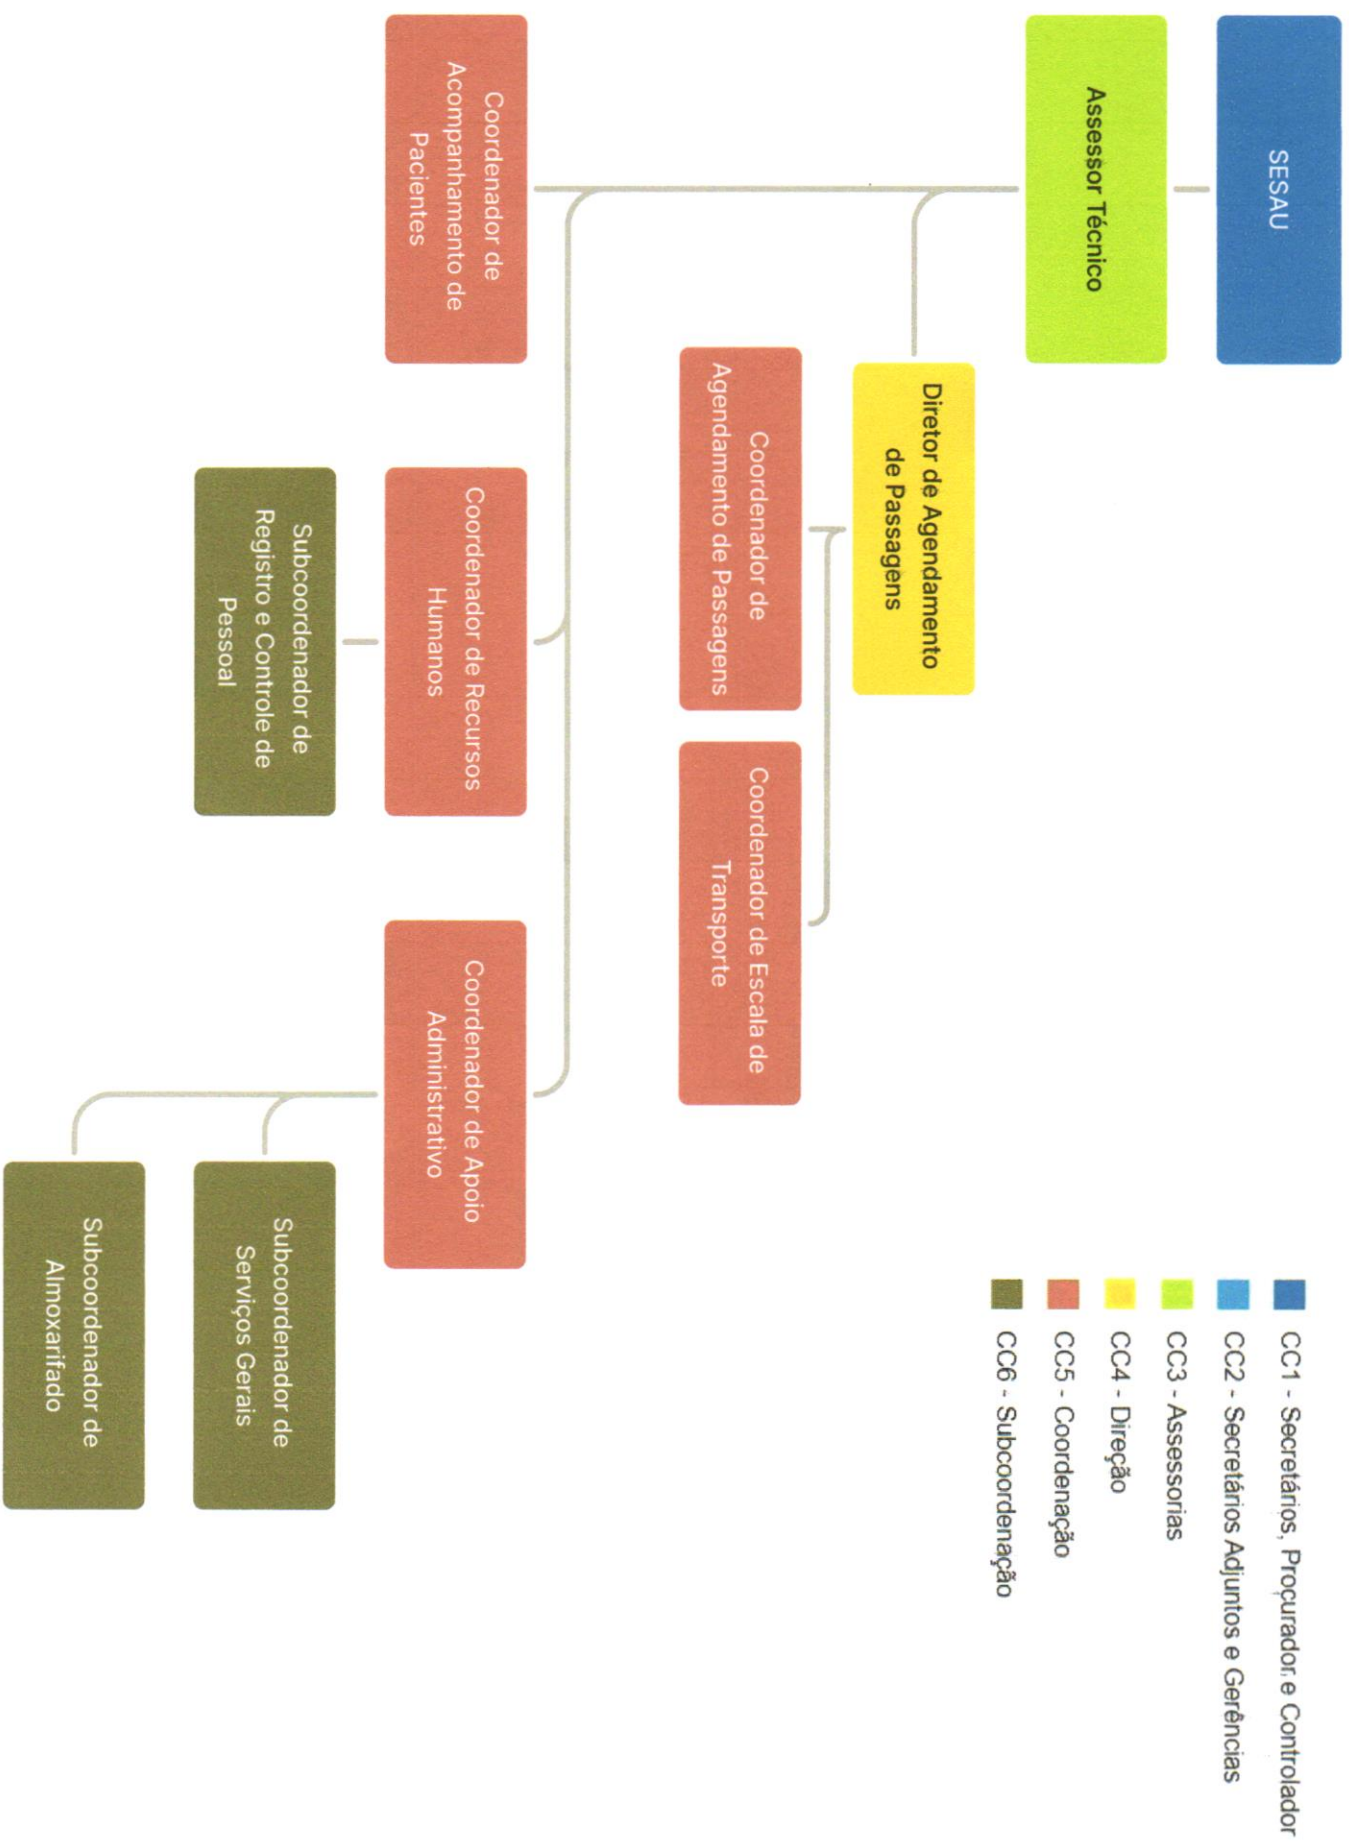 SESAU
Assessor Técnico
Diretor de Agendamento
de Passagens
Coordenador de
Agendamento de Passagens
Coordenador de Escala de
Transporte
Coordenador de
Acompanhamento de
Pacientes
Coordenador de Recursos
Humanos
Coordenador de Apoio
Administrativo
Subcoordenador de
Registro e Controle de
Pessoal
Subcoordenador de
Serviços Gerais
Subcoordenador de
Almoxarifado
CC1 - Secretários, Procurador, e Controlador
CC2 - Secretários Adjuntos e Gerências
CC3 - Assessorias
CC4 - Direção
CC5 - Coordenação
CC6 - Subcoordenação